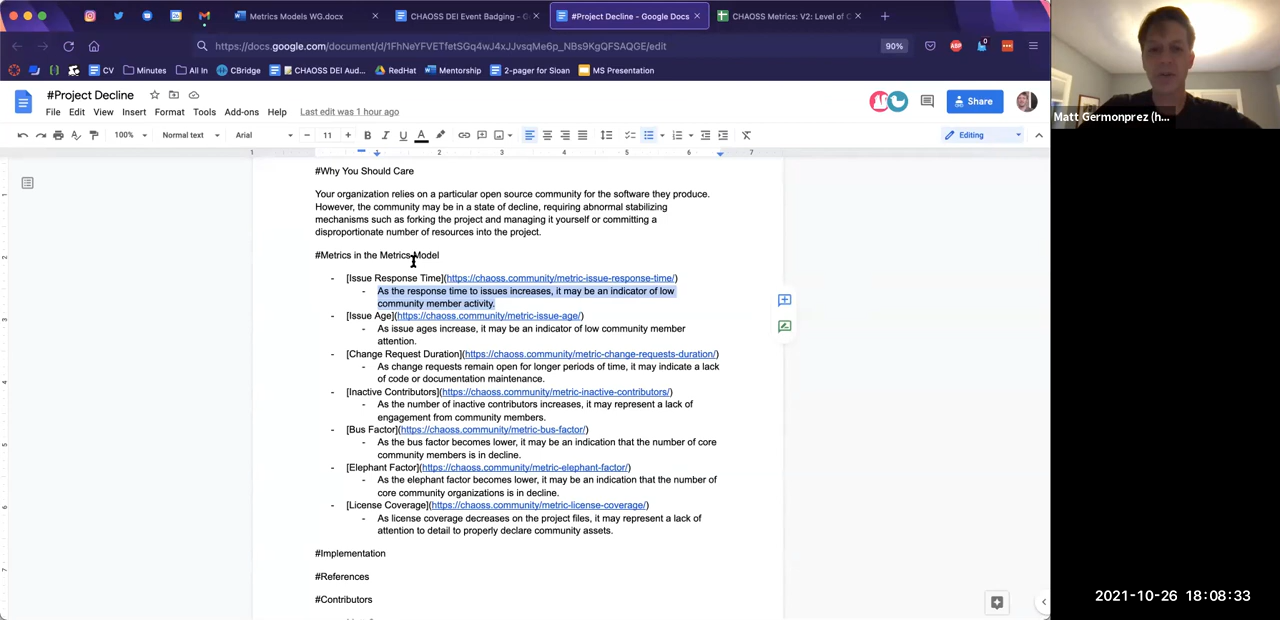 Metrics Models WG.docx
CHAOSS DEI Event Badging - G
#Project Decline - Google Docs
CHAOSS Metrics: V2: Level of C
https://docs.google.com/document/d/1FhNeYFVETfetSGq4wJ4xJJvsqMe6p_NBs9KgQFSAQGE/edit
90%
ABP
0
CV
Minutes
All In
CBridge
CHAOSS DEI Aud...
RedHat
Mentorship
2-pager for Sloan
MS Presentation
#Project Decline
File Edit View Insert Format Tools Add-ons Help Last edit was 1 hour ago
Share
100% Normal text Arial 11 B I U A Editing
1 2 3 4 5 6 7
#Why You Should Care
Your organization relies on a particular open source community for the software they produce.
However, the community may be in a state of decline, requiring abnormal stabilizing
mechanisms such as forking the project and managing it yourself or committing a
disproportionate number of resources into the project.
#Metrics in the Metrics Model
- [Issue Response Time](https://chaoss.community/metric-issue-response-time/)
- As the response time to issues increases, it may be an indicator of low
community member activity.
- [Issue Age](https://chaoss.community/metric-issue-age/)
- As issue ages increase, it may be an indicator of low community member
attention.
- [Change Request Duration](https://chaoss.community/metric-change-requests-duration/)
- As change requests remain open for longer periods of time, it may indicate a lack
of code or documentation maintenance.
- [Inactive Contributors](https://chaoss.community/metric-inactive-contributors/)
- As the number of inactive contributors increases, it may represent a lack of
engagement from community members.
- [Bus Factor](https://chaoss.community/metric-bus-factor/)
- As the bus factor becomes lower, it may be an indication that the number of core
community members is in decline.
- [Elephant Factor](https://chaoss.community/metric-elephant-factor/)
- As the elephant factor becomes lower, it may be an indication that the number of
core community organizations is in decline.
- [License Coverage](https://chaoss.community/metric-license-coverage/)
- As license coverage decreases on the project files, it may represent a lack of
attention to detail to properly declare community assets.
#Implementation
#References
#Contributors
Matt Germonprez (h...
2021-10-26 18:08:33